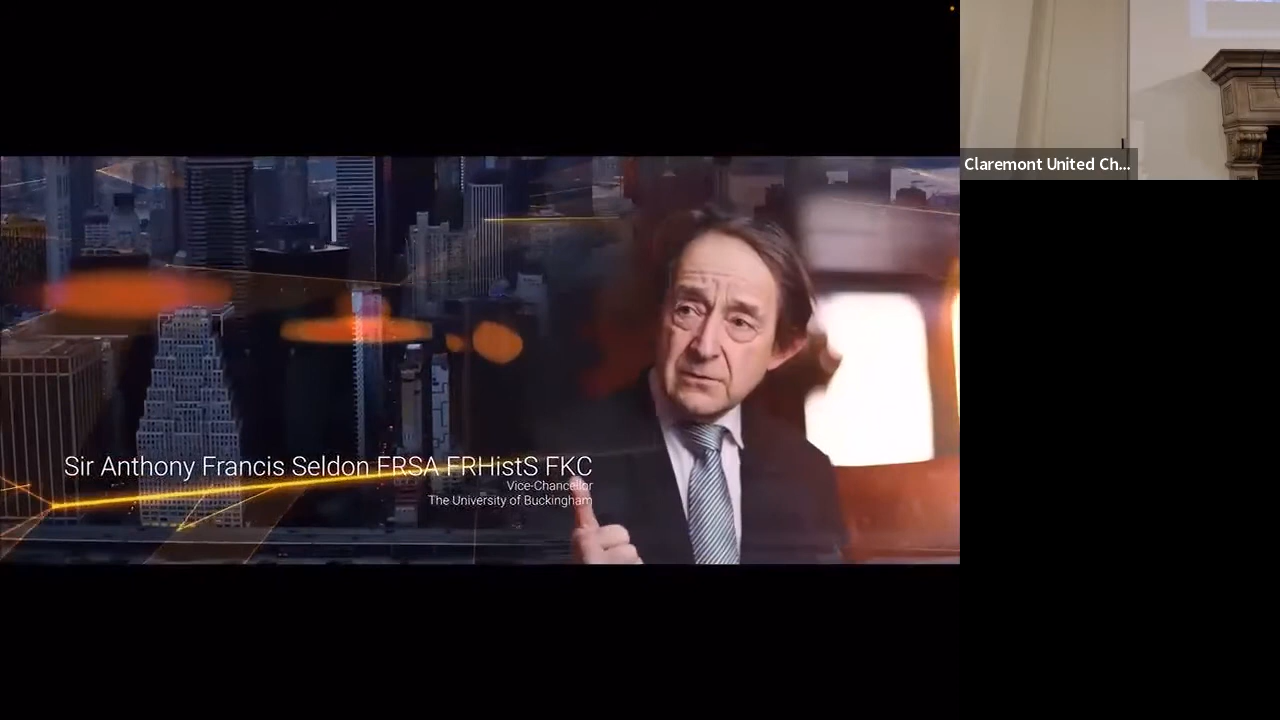 Sir Anthony Francis Seldon FRSA FRHistS FKC
Vice-Chancellor
The University of Buckingham
Claremont United Ch...